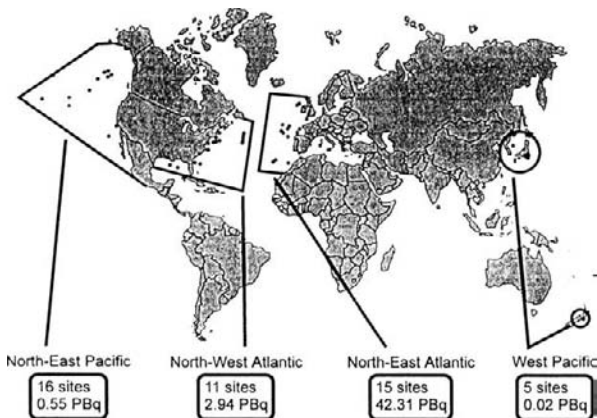 North-East Pacific
16 sites
0.55 PBq
North-West Atlantic
11 sites
2.94 PBq
North-East Atlantic
15 sites
42.31 PBq
West Pacific
5 sites
0.02 PBq